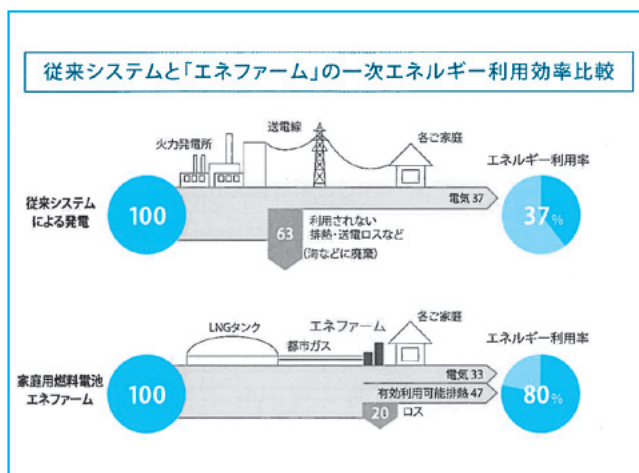 従来システムと「エネファーム」の一次エネルギー利用効率比較
火力発電所
送電線
各ご家庭
エネルギー利用率
従来システム
による発電
100
電気 37
37%
63
利用されない
排熱・送電ロスなど
(海などに廃棄)
LNGタンク
都市ガス
エネファーム
各ご家庭
エネルギー利用率
家庭用燃料電池
エネファーム
100
電気 33
有効利用可能排熱 47
80%
20
ロス